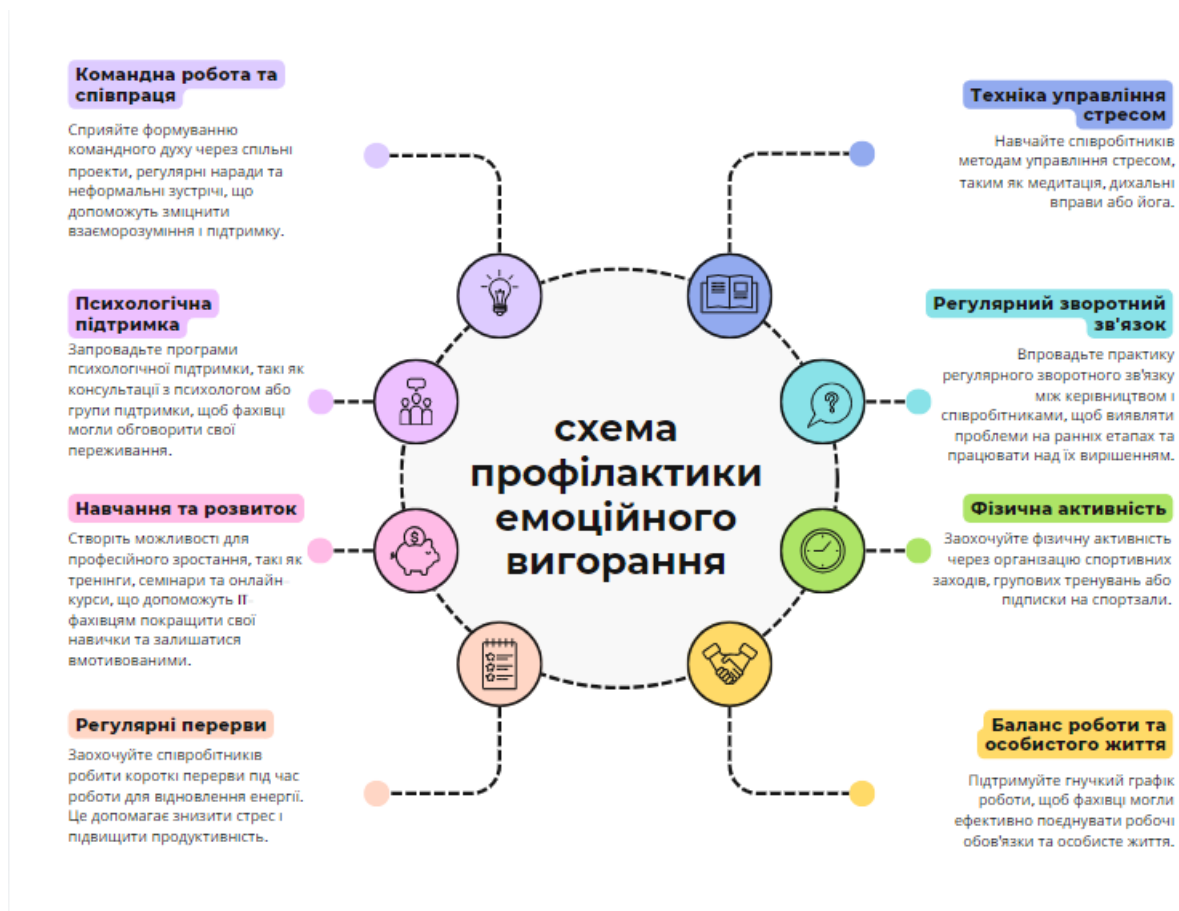 Командна робота та
співпраця
Сприяйте формуванню
командного духу через спільні
проекти, регулярні наради та
неформальні зустрічі, що
допоможуть зміцнити
взаєморозуміння і підтримку.
Психологічна
підтримка
Запровадьте програми
психологічної підтримки, такі як
консультації з психологом або
групи підтримки, щоб фахівці
могли обговорити свої
переживання.
Навчання та розвиток
Створіть можливості для
професійного зростання, такі як
тренінги, семінари та онлайн-
курси, що допоможуть ІТ-
фахівцям покращити свої
навички та залишатися
вмотивованими.
Регулярні перерви
Заохочуйте співробітників
робити короткі перерви під час
роботи для відновлення енергії.
Це допомагає знизити стрес і
підвищити продуктивність.
схема
профілактики
емоційного
вигорання
Техніка управління
стресом
Навчайте співробітників
методам управління стресом,
таким як медитація, дихальні
вправи або йога.
Регулярний зворотний
зв'язок
Впровадьте практику
регулярного зворотного зв'язку
між керівництвом і
співробітниками, щоб виявляти
проблеми на ранніх етапах та
працювати над їх вирішенням.
Фізична активність
Заохочуйте фізичну активність
через організацію спортивних
заходів, групових тренувань або
підписки на спортзали.
Баланс роботи та
особистого життя
Підтримуйте гнучкий графік
роботи, щоб фахівці могли
ефективно поєднувати робочі
обов'язки та особисте життя.